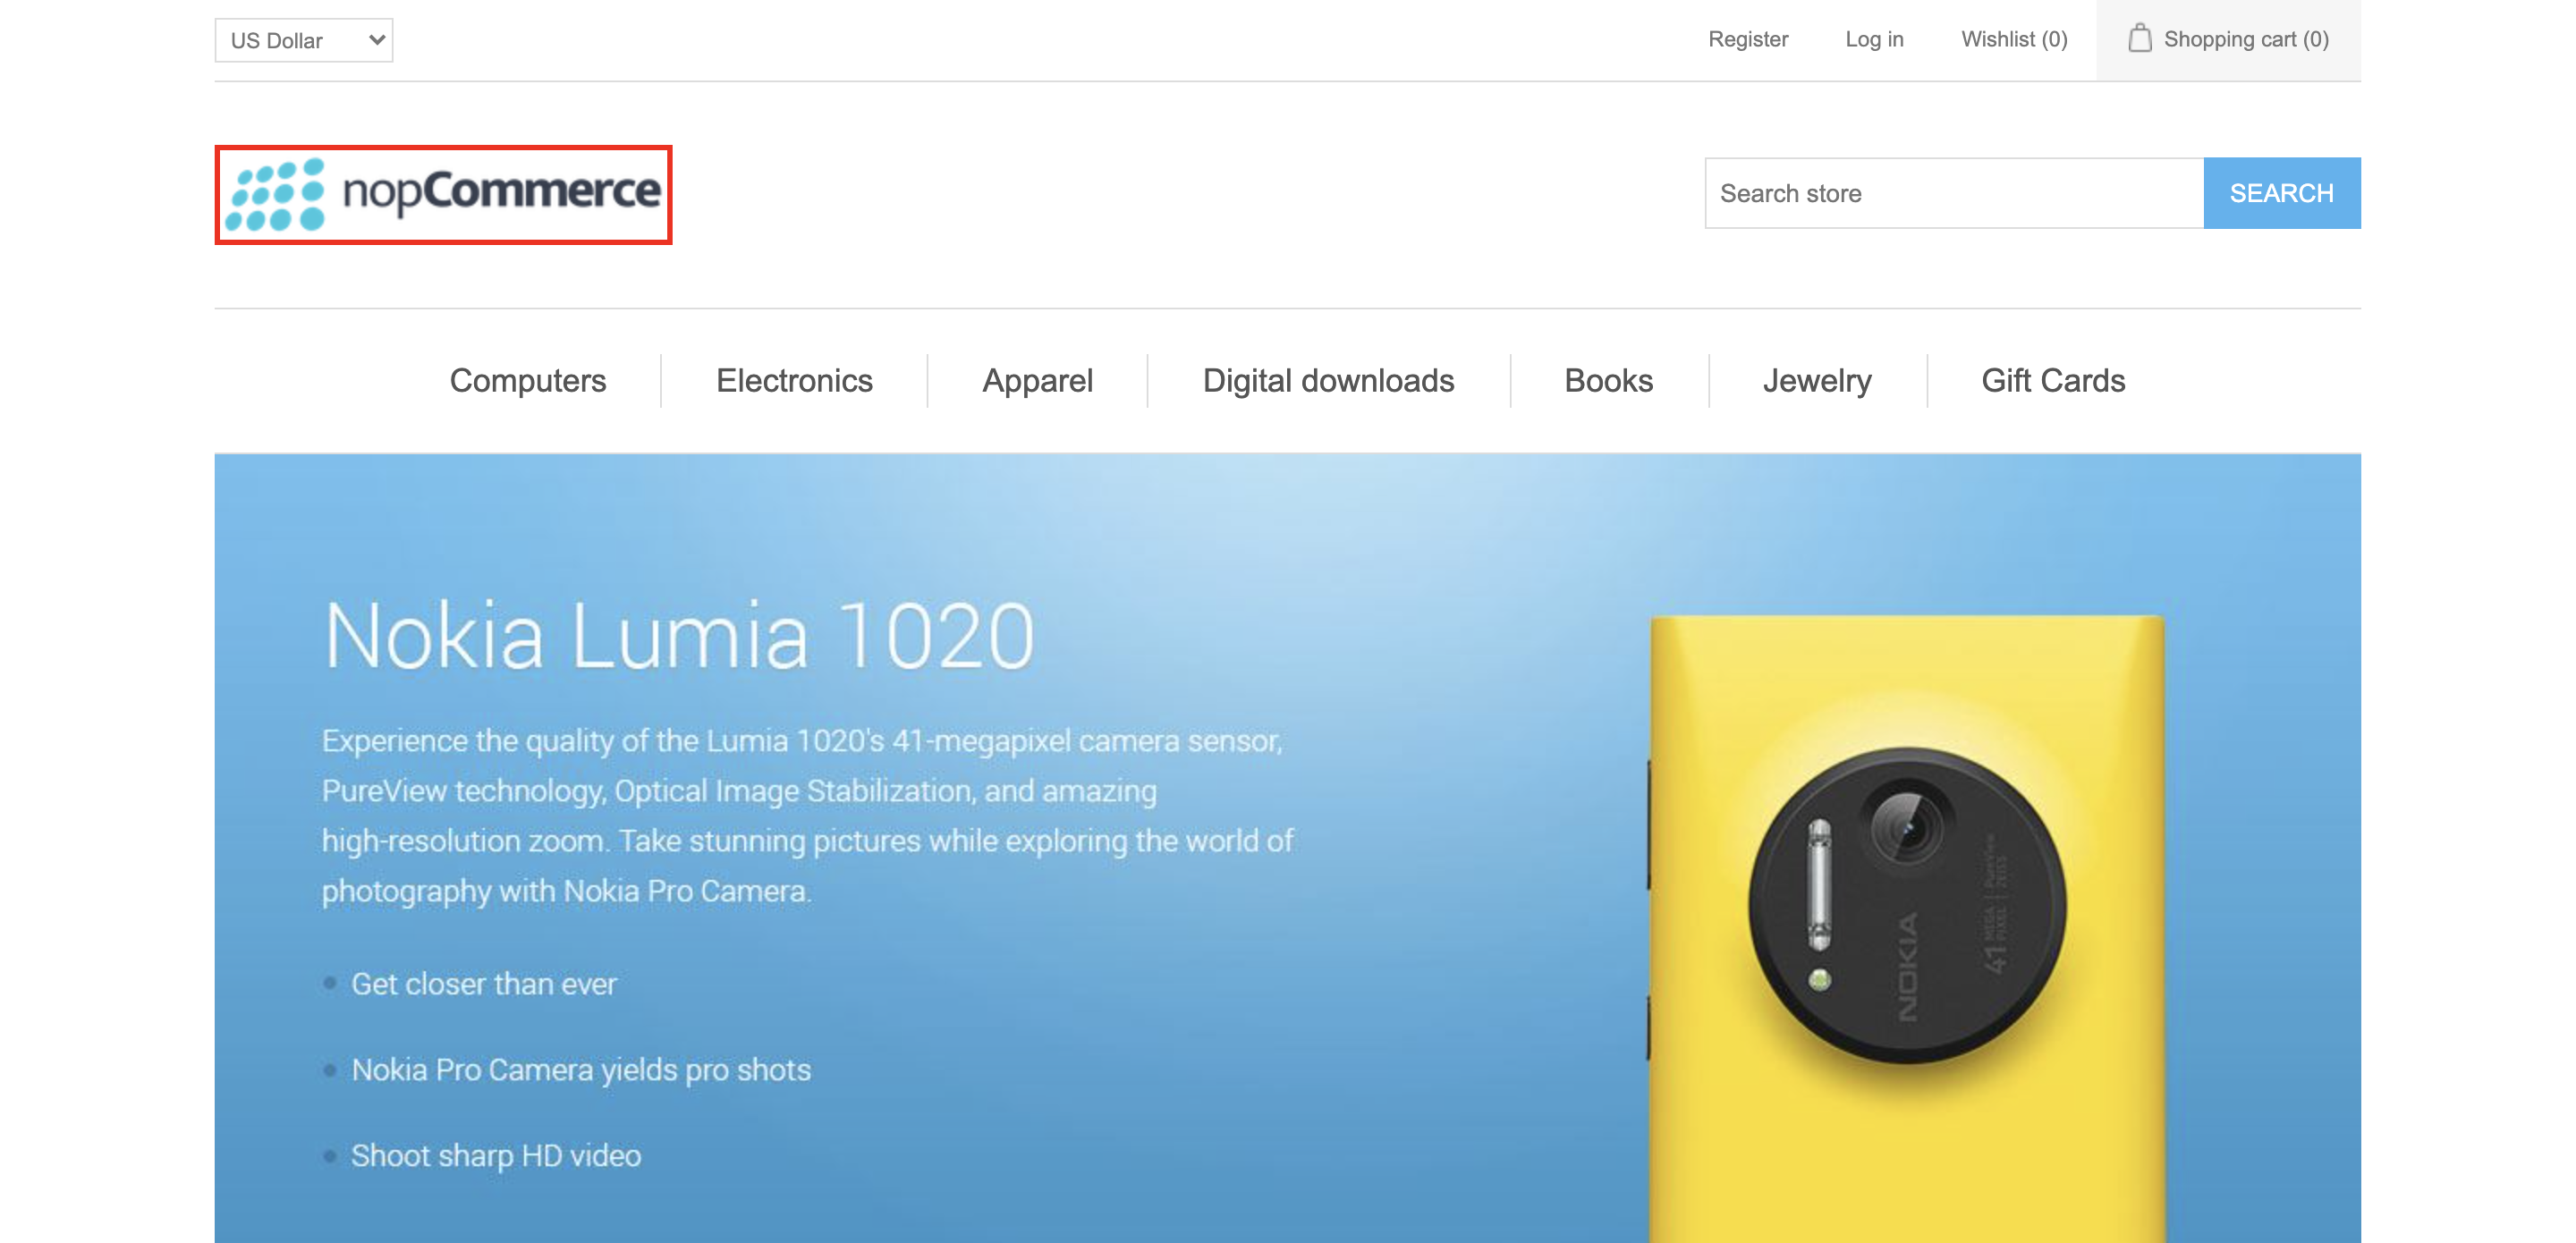 US Dollar
Register
Log in
Wishlist (0)
Shopping cart (0)
nopCommerce
Search store
SEARCH
Computers
Electronics
Apparel
Digital downloads
Books
Jewelry
Gift Cards
Nokia Lumia 1020
Experience the quality of the Lumia 1020's 41-megapixel camera sensor,
PureView technology, Optical Image Stabilization, and amazing
high-resolution zoom. Take stunning pictures while exploring the world of
photography with Nokia Pro Camera.
Get closer than ever
Nokia Pro Camera yields pro shots
Shoot sharp HD video
NOKIA
41 MEGA PIXEL
PureView
ZEISS